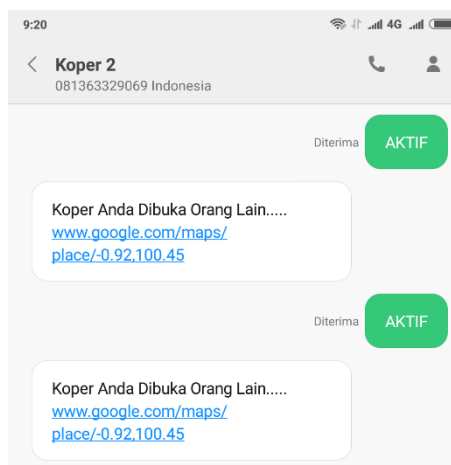 9:20
4G
Koper 2
081363329069 Indonesia
Diterima
AKTIF
Koper Anda Dibuka Orang Lain.....
www.google.com/maps/
place/-0.92,100.45
Diterima
AKTIF
Koper Anda Dibuka Orang Lain.....
www.google.com/maps/
place/-0.92,100.45